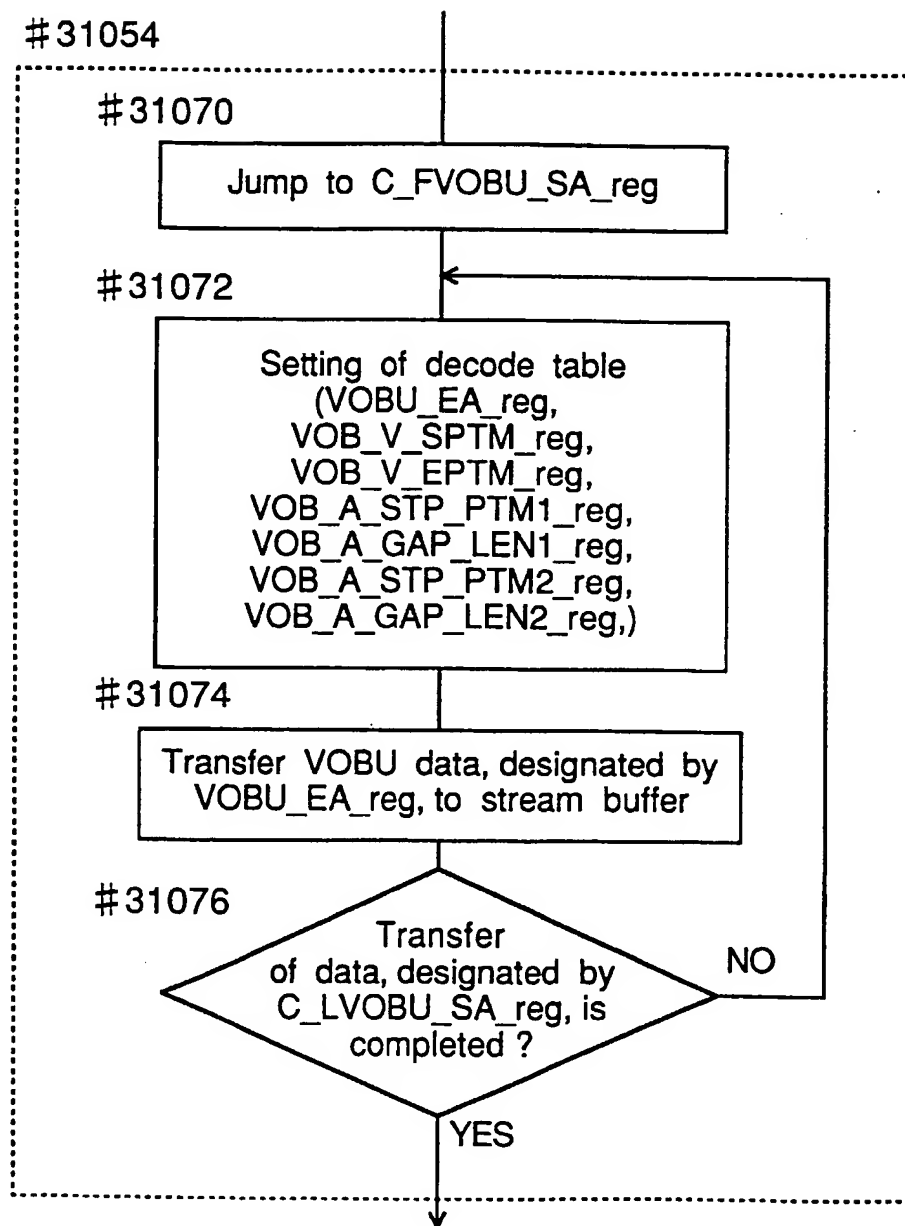 #31054
#31070
Jump to C_FVOBU_SA_reg
#31072
Setting of decode table
(VOBU_EA_reg,
VOB_V_SPTM_reg,
VOB_V_EPTM_reg,
VOB_A_STP_PTM1_reg,
VOB_A_GAP_LEN1_reg,
VOB_A_STP_PTM2_reg,
VOB_A_GAP_LEN2_reg,)
#31074
Transfer VOBU data, designated by
VOBU_EA_reg, to stream buffer
#31076
Transfer
of data, designated by
C_LVOBU_SA_reg, is
completed ?
NO
YES